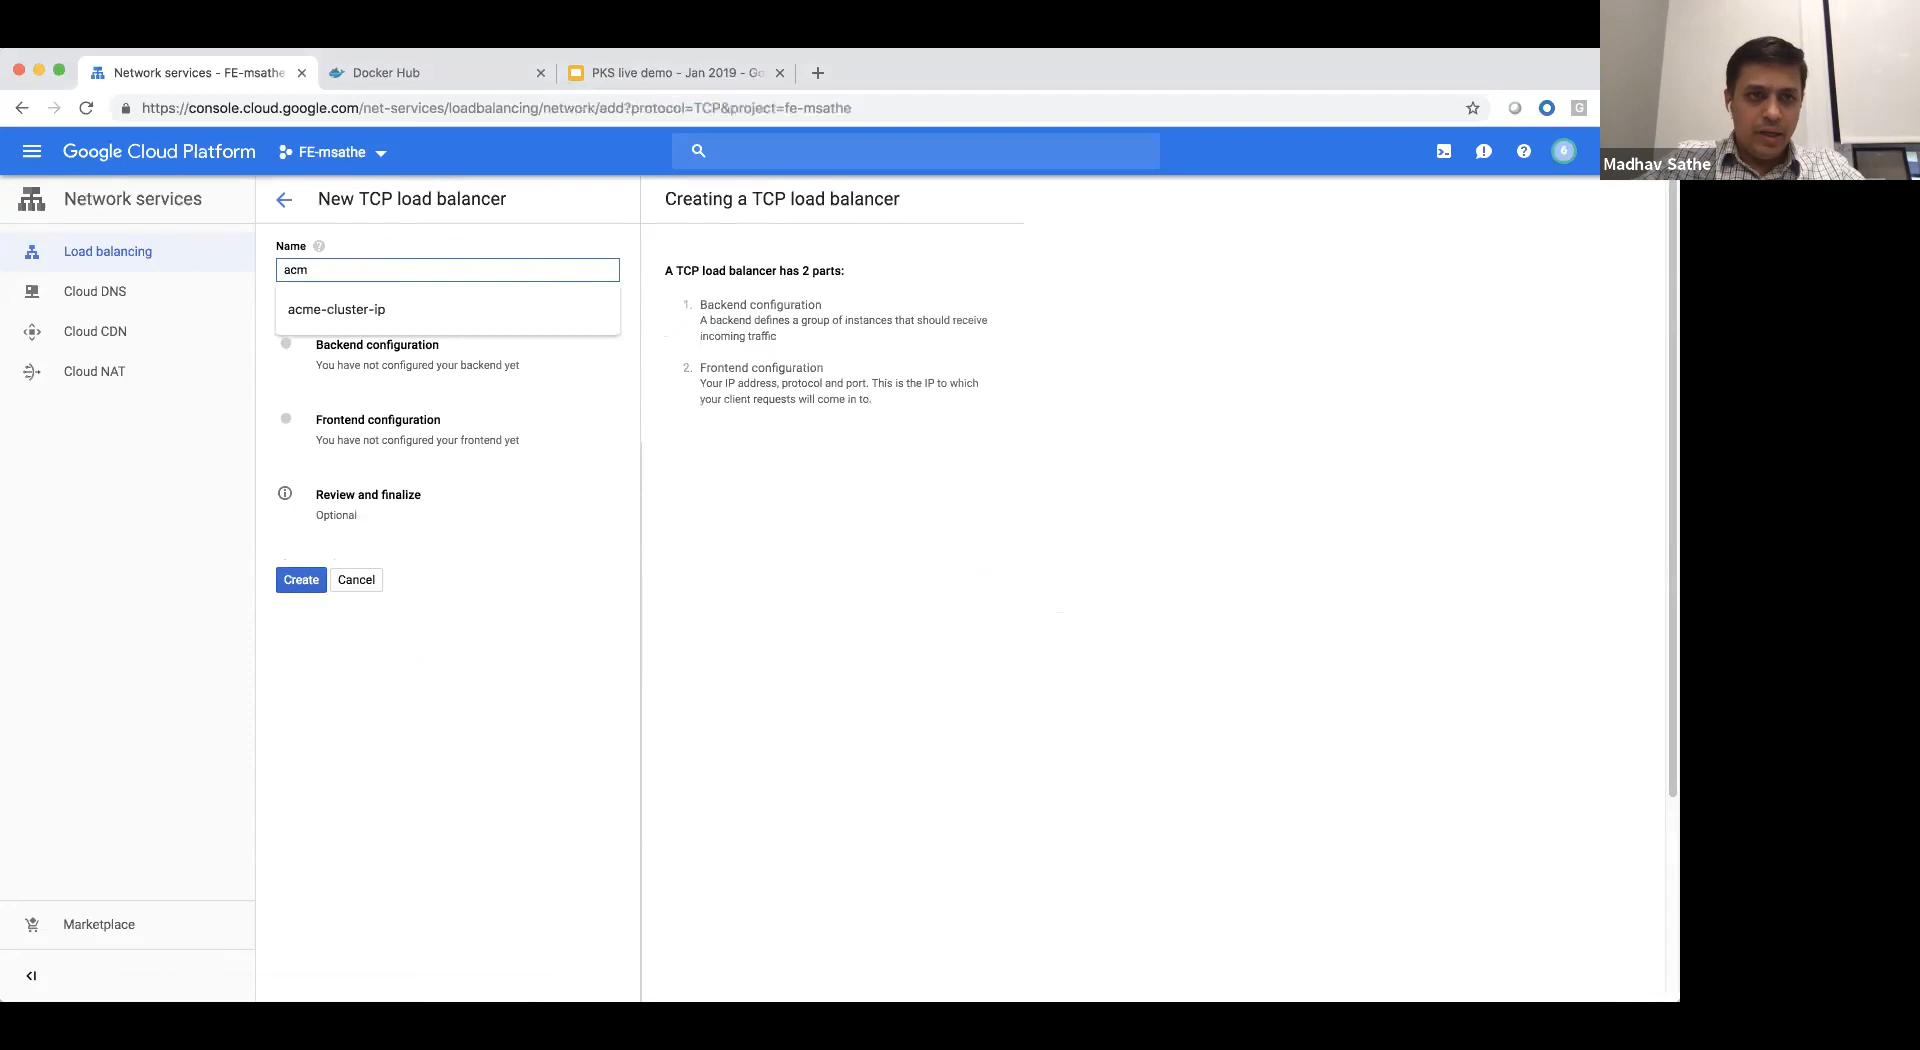 Network services - FE-msathe
Docker Hub
PKS live demo - Jan 2019 - Go
https://console.cloud.google.com/net-services/loadbalancing/network/add?protocol=TCP&project=fe-msathe
G
Google Cloud Platform
FE-msathe
6
Madhav Sathe
Network services
New TCP load balancer
Creating a TCP load balancer
Load balancing
Cloud DNS
Cloud CDN
Cloud NAT
Name
acm
acme-cluster-ip
Backend configuration
You have not configured your backend yet
Frontend configuration
You have not configured your frontend yet
Review and finalize
Optional
Create
Cancel
A TCP load balancer has 2 parts:
1. Backend configuration
A backend defines a group of instances that should receive
incoming traffic
2. Frontend configuration
Your IP address, protocol and port. This is the IP to which
your client requests will come in to.
Marketplace